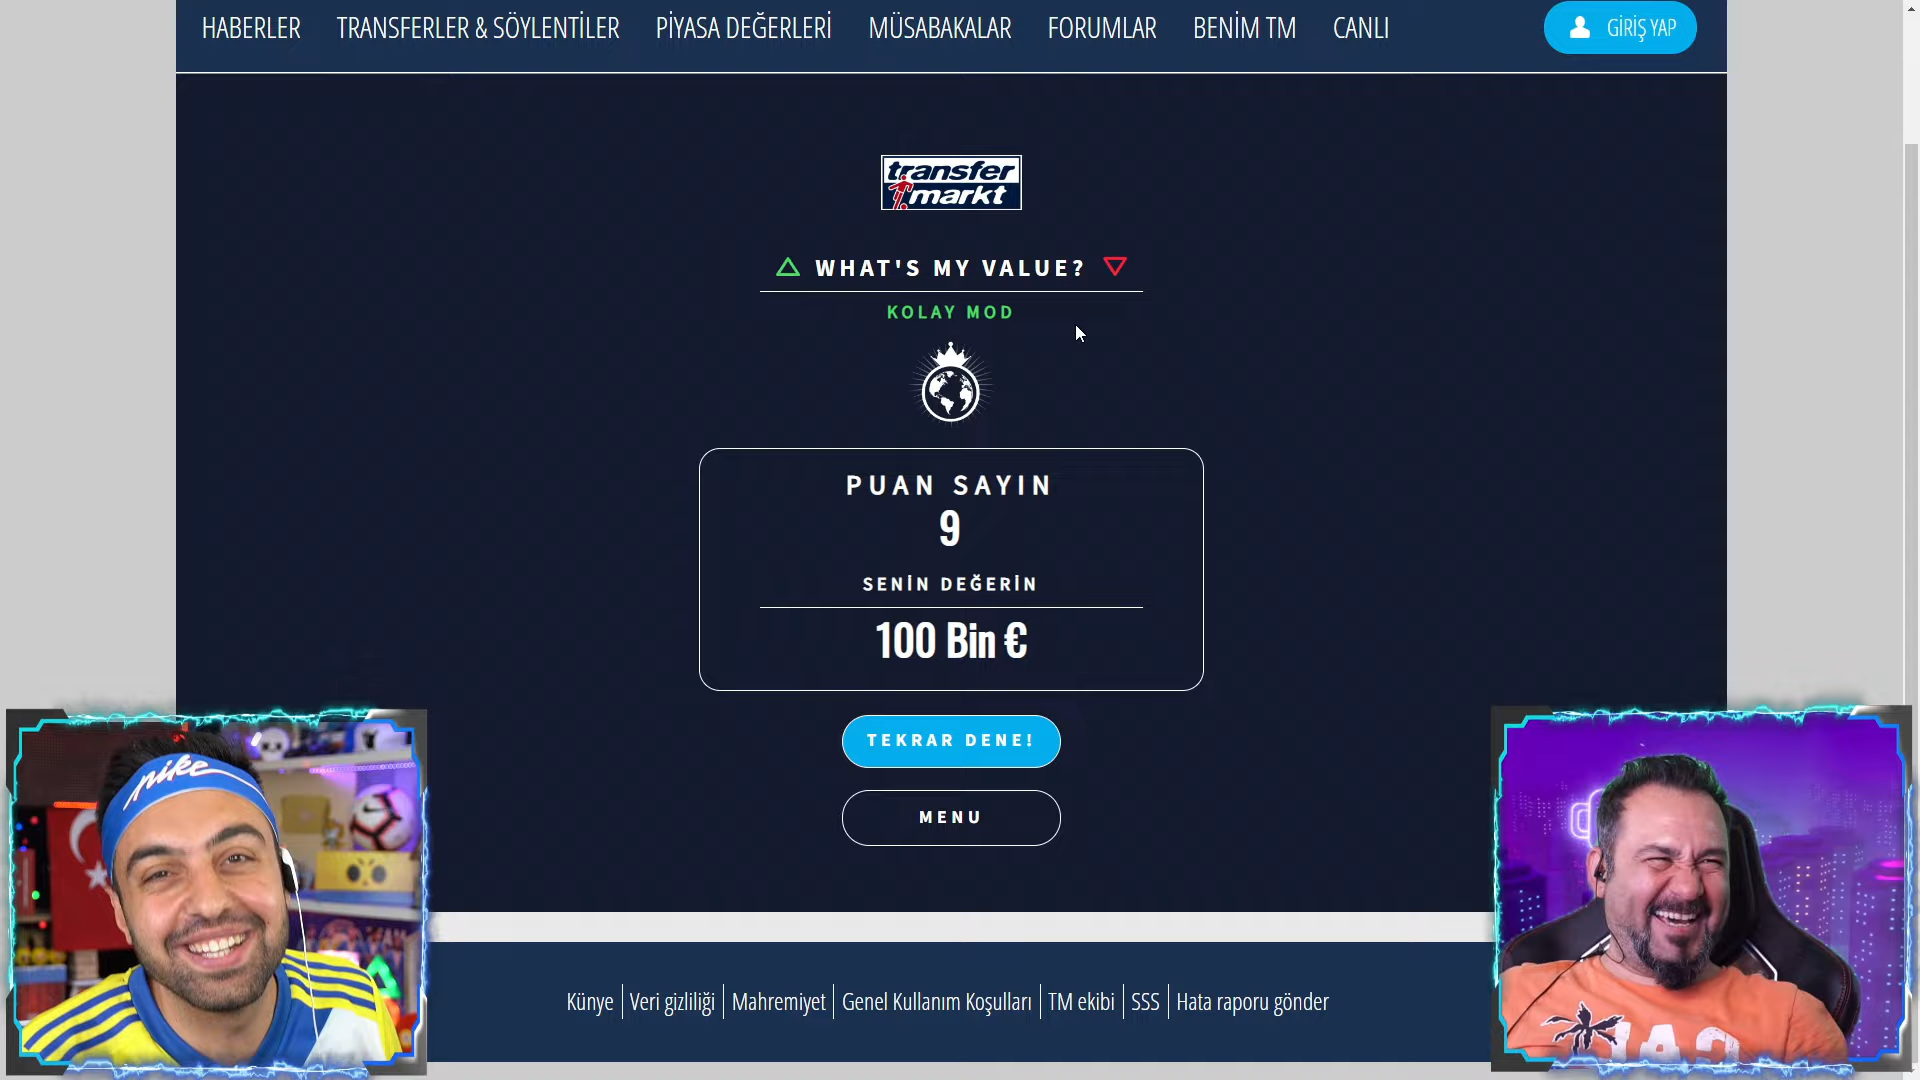 HABERLER TRANSFERLER & SÖYLENTİLER PİYASA DEĞERLERİ MÜSABAKALAR FORUMLAR BENİM TM CANLI GİRİŞ YAP
transfer
markt
WHAT'S MY VALUE?
KOLAY MOD
PUAN SAYIN
9
SENİN DEĞERİN
100 Bin €
TEKRAR DENE!
MENU
nike
Künye Veri gizliliği Mahremiyet Genel Kullanım Koşulları TM ekibi SSS Hata raporu gönder